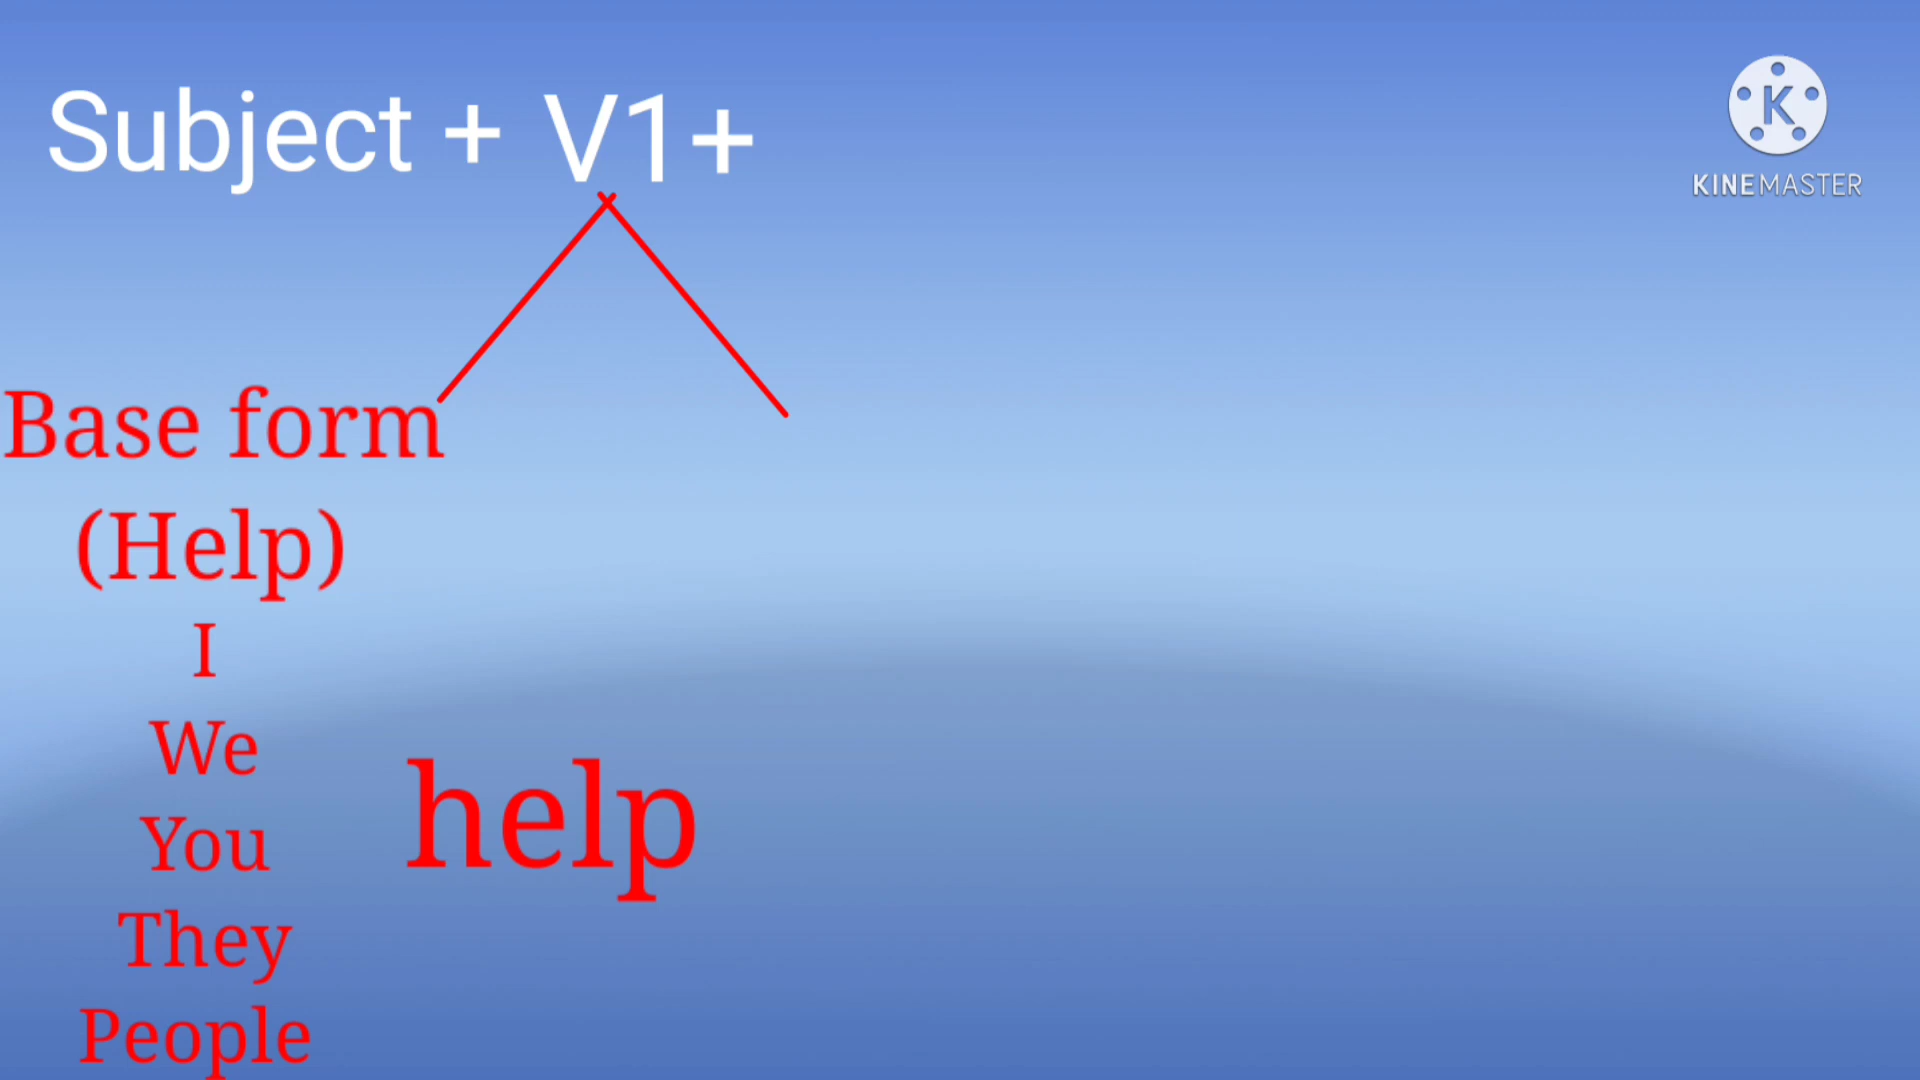 Subject + V1+
K
KINEMASTER
Base form
(Help)
I
We
You
They
People
help